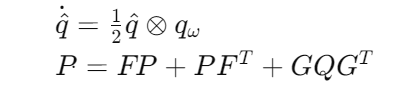 q̂̇ = ½ q̂ ⊗ q_ω
Ṗ = FP + PFᵀ + GQGᵀ